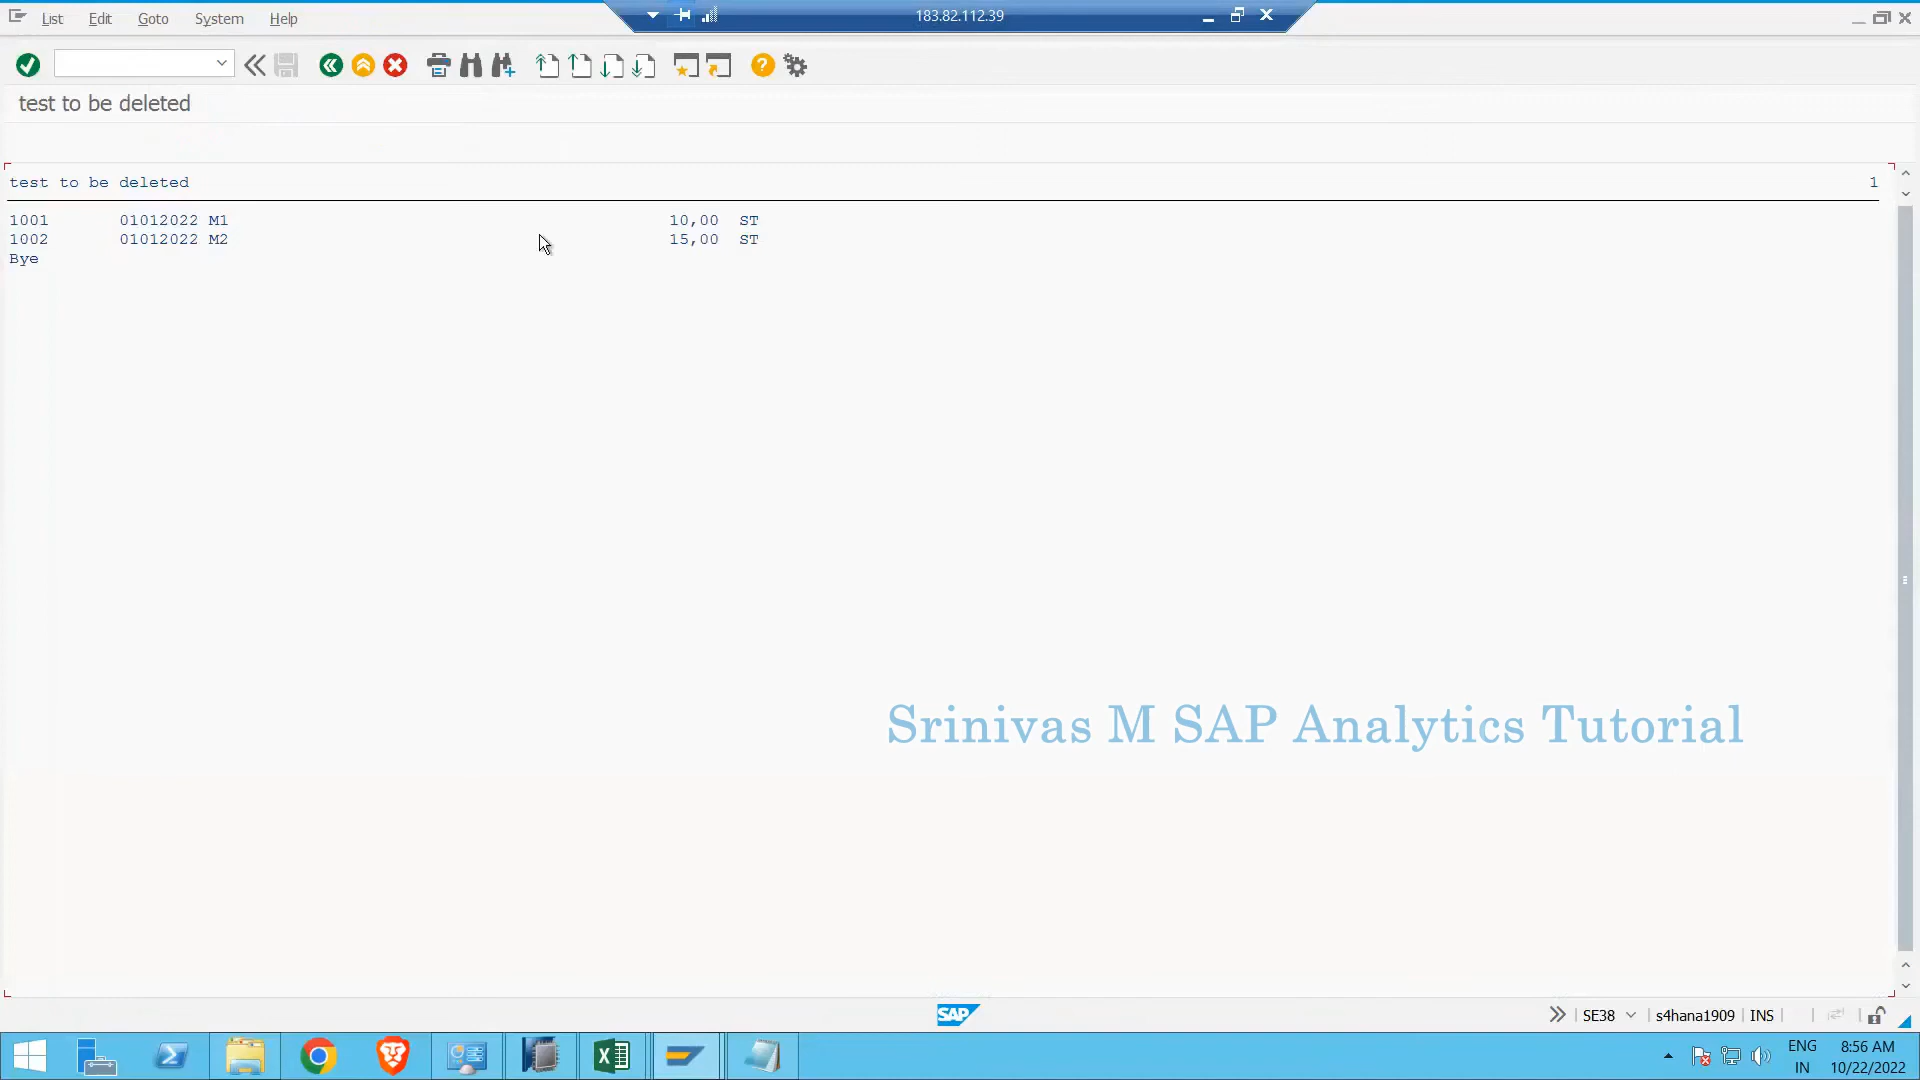 List Edit Goto System Help
183.82.112.39
test to be deleted
test to be deleted 1
1001 01012022 M1 10,00 ST
1002 01012022 M2 15,00 ST
Bye
Srinivas M SAP Analytics Tutorial
SAP
SE38 s4hana1909 INS
ENG 8:56 AM
IN 10/22/2022